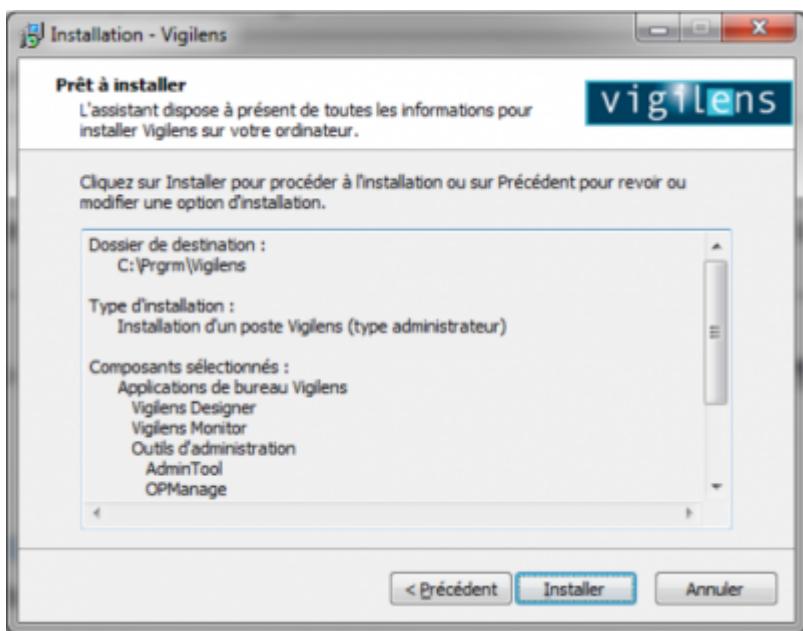 Installation - Vigilens
Prêt à installer
L'assistant dispose à présent de toutes les informations pour
installer Vigilens sur votre ordinateur.
vigilens
Cliquez sur Installer pour procéder à l'installation ou sur Précédent pour revoir ou
modifier une option d'installation.
Dossier de destination :
C:\Prgrm\Vigilens
Type d'installation :
Installation d'un poste Vigilens (type administrateur)
Composants sélectionnés :
Applications de bureau Vigilens
Vigilens Designer
Vigilens Monitor
Outils d'administration
AdminTool
OPManage
< Précédent
Installer
Annuler